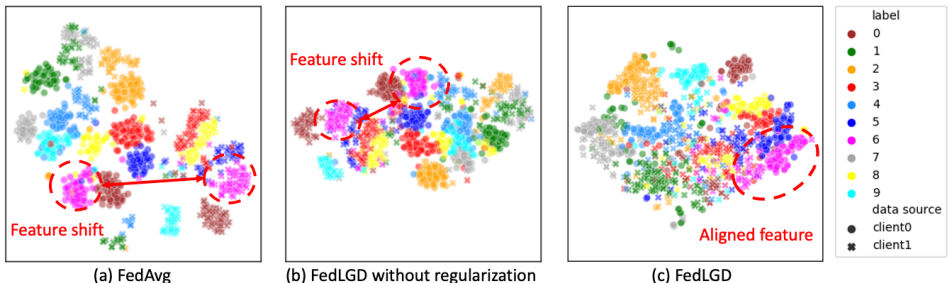 Feature shift
(a) FedAvg
Feature shift
(b) FedLGD without regularization
Aligned feature
(c) FedLGD
label
0
1
2
3
4
5
6
7
8
9
data source
client0
client1